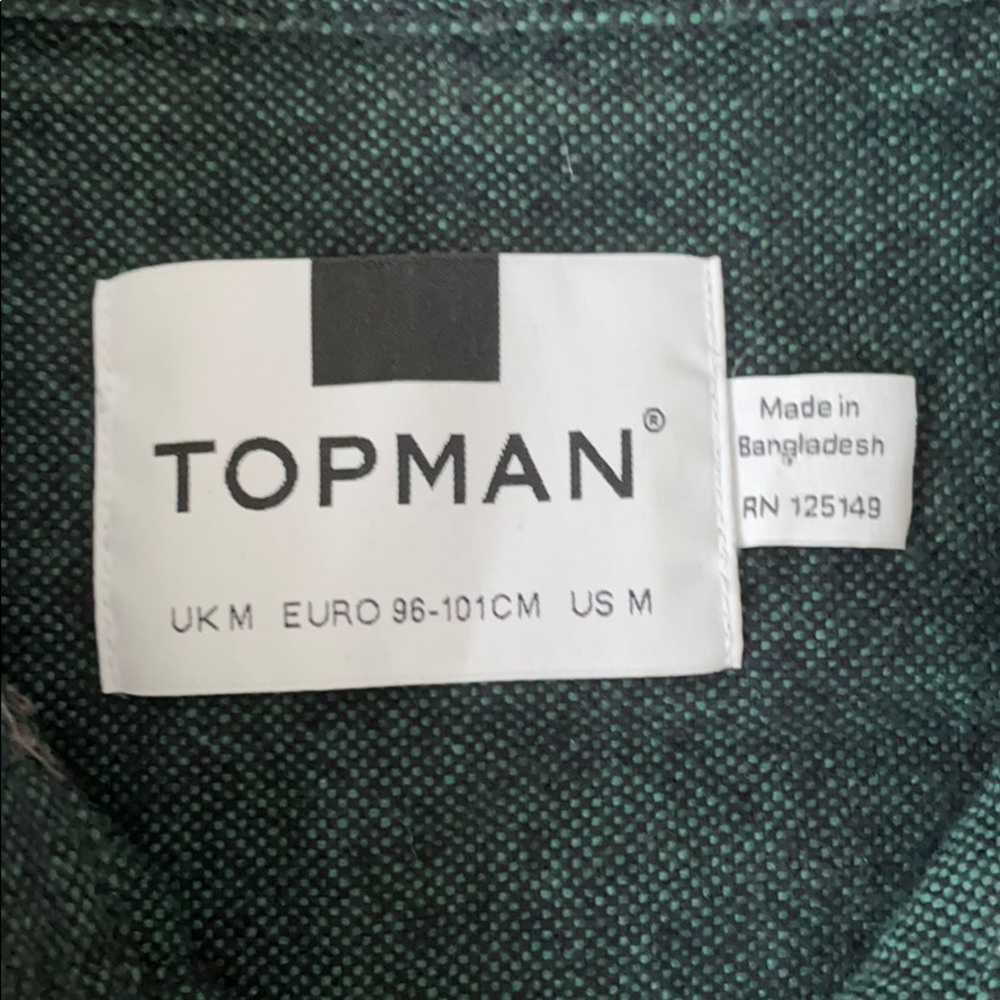 TOPMAN®
UK M EURO 96-101CM US M
Made in
Bangladesh
RN 125149